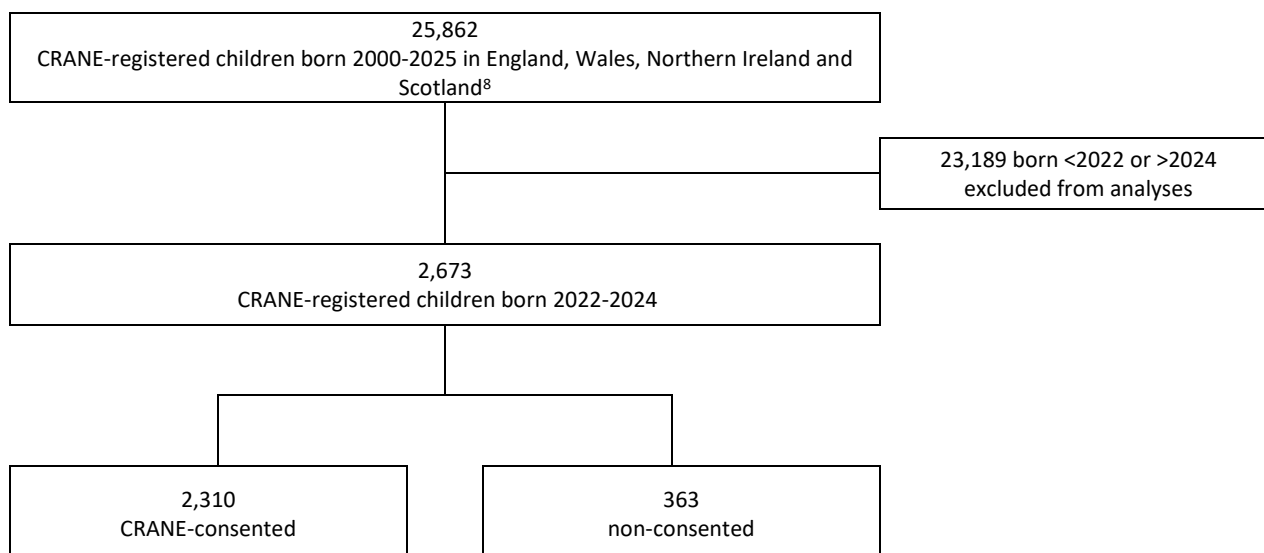 25,862
CRANE-registered children born 2000-2025 in England, Wales, Northern Ireland and
Scotland⁸
23,189 born <2022 or >2024
excluded from analyses
2,673
CRANE-registered children born 2022-2024
2,310
CRANE-consented
363
non-consented